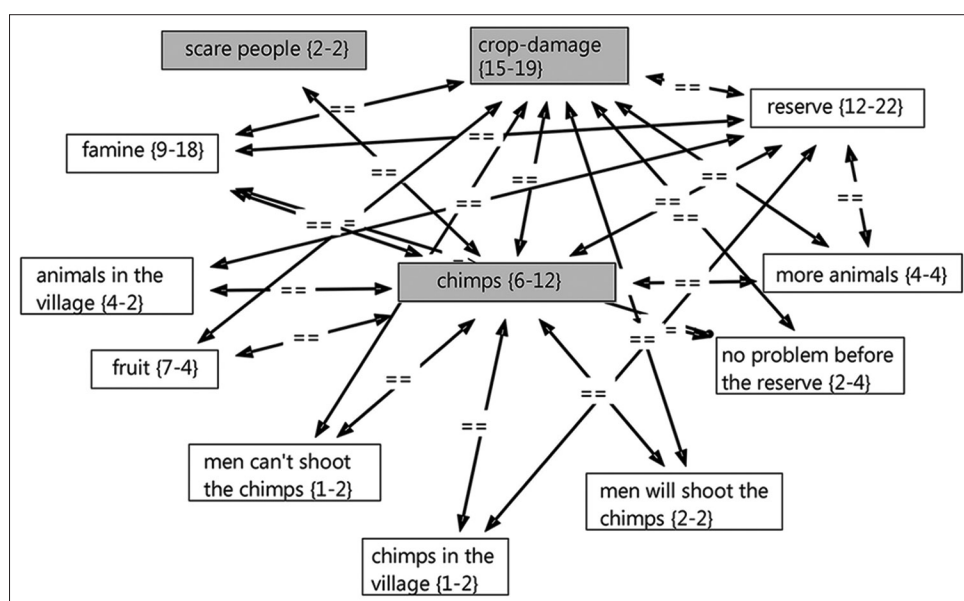 scare people {2-2}
crop-damage
{15-19}
==
==
reserve {12-22}
famine {9-18}
==
==
==
==
==
==
==
==
== =
==
animals in the
village {4-2}
==
chimps {6-12}
==
more animals {4-4}
fruit {7-4}
==
== =
no problem before
the reserve {2-4}
==
==
==
men can't shoot
the chimps {1-2}
men will shoot the
chimps {2-2}
chimps in the
village {1-2}